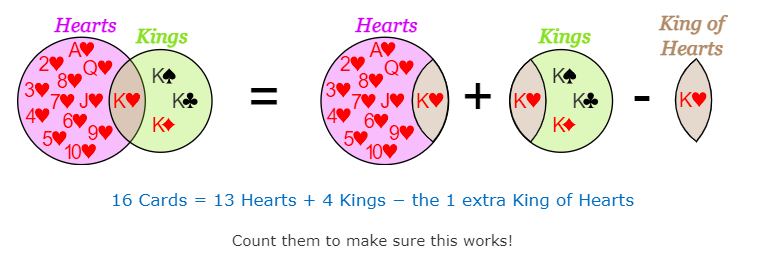 Hearts
Kings
A♥
2♥ Q♥
8♥
3♥ 7♥ J♥ K♥
4♥ 6♥
5♥ 9♥
10♥
K♠
K♣
K♦
=
Hearts
A♥
2♥ Q♥
8♥
3♥ 7♥ J♥ K♥
4♥ 6♥
5♥ 9♥
10♥
+
Kings
K♠
K♥ K♣
K♦
-
King of
Hearts
K♥
16 Cards = 13 Hearts + 4 Kings − the 1 extra King of Hearts
Count them to make sure this works!